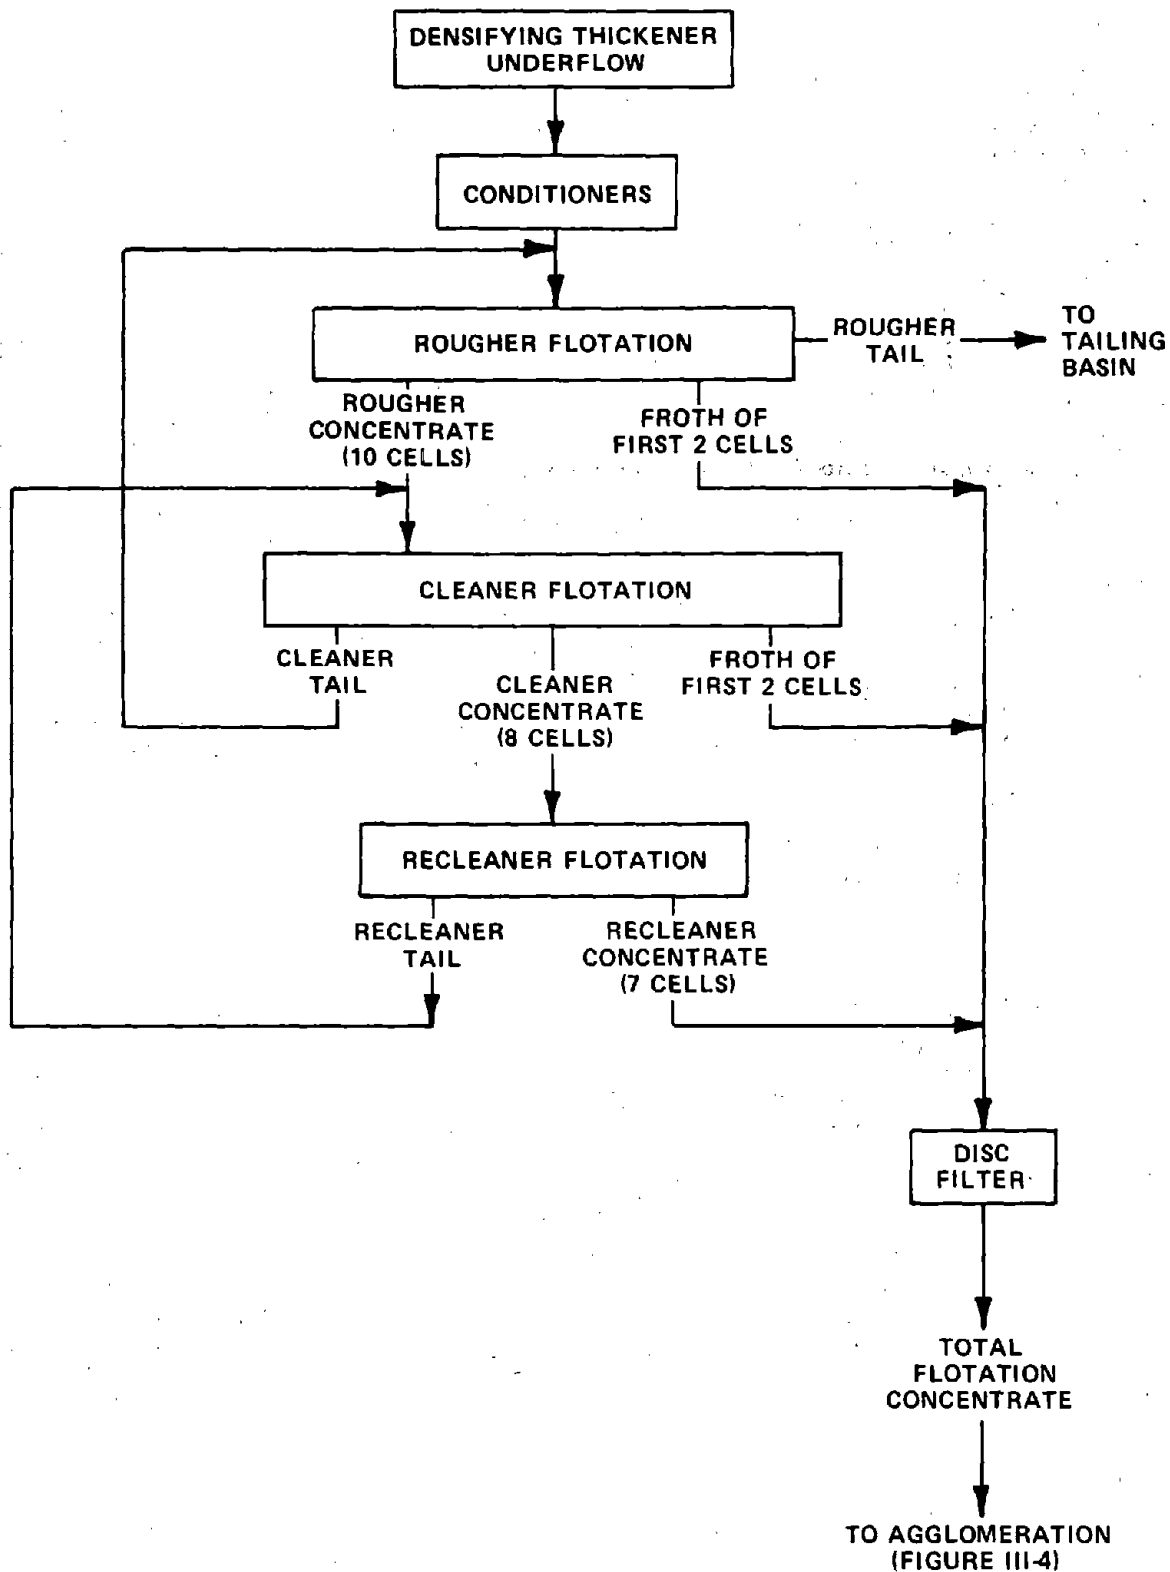 DENSIFYING THICKENER
UNDERFLOW
CONDITIONERS
ROUGHER FLOTATION
ROUGHER
TAIL
TO
TAILING
BASIN
ROUGHER
CONCENTRATE
(10 CELLS)
FROTH OF
FIRST 2 CELLS
CLEANER FLOTATION
CLEANER
TAIL
CLEANER
CONCENTRATE
(8 CELLS)
FROTH OF
FIRST 2 CELLS
RECLEANER FLOTATION
RECLEANER
TAIL
RECLEANER
CONCENTRATE
(7 CELLS)
DISC
FILTER
TOTAL
FLOTATION
CONCENTRATE
TO AGGLOMERATION
(FIGURE III-4)